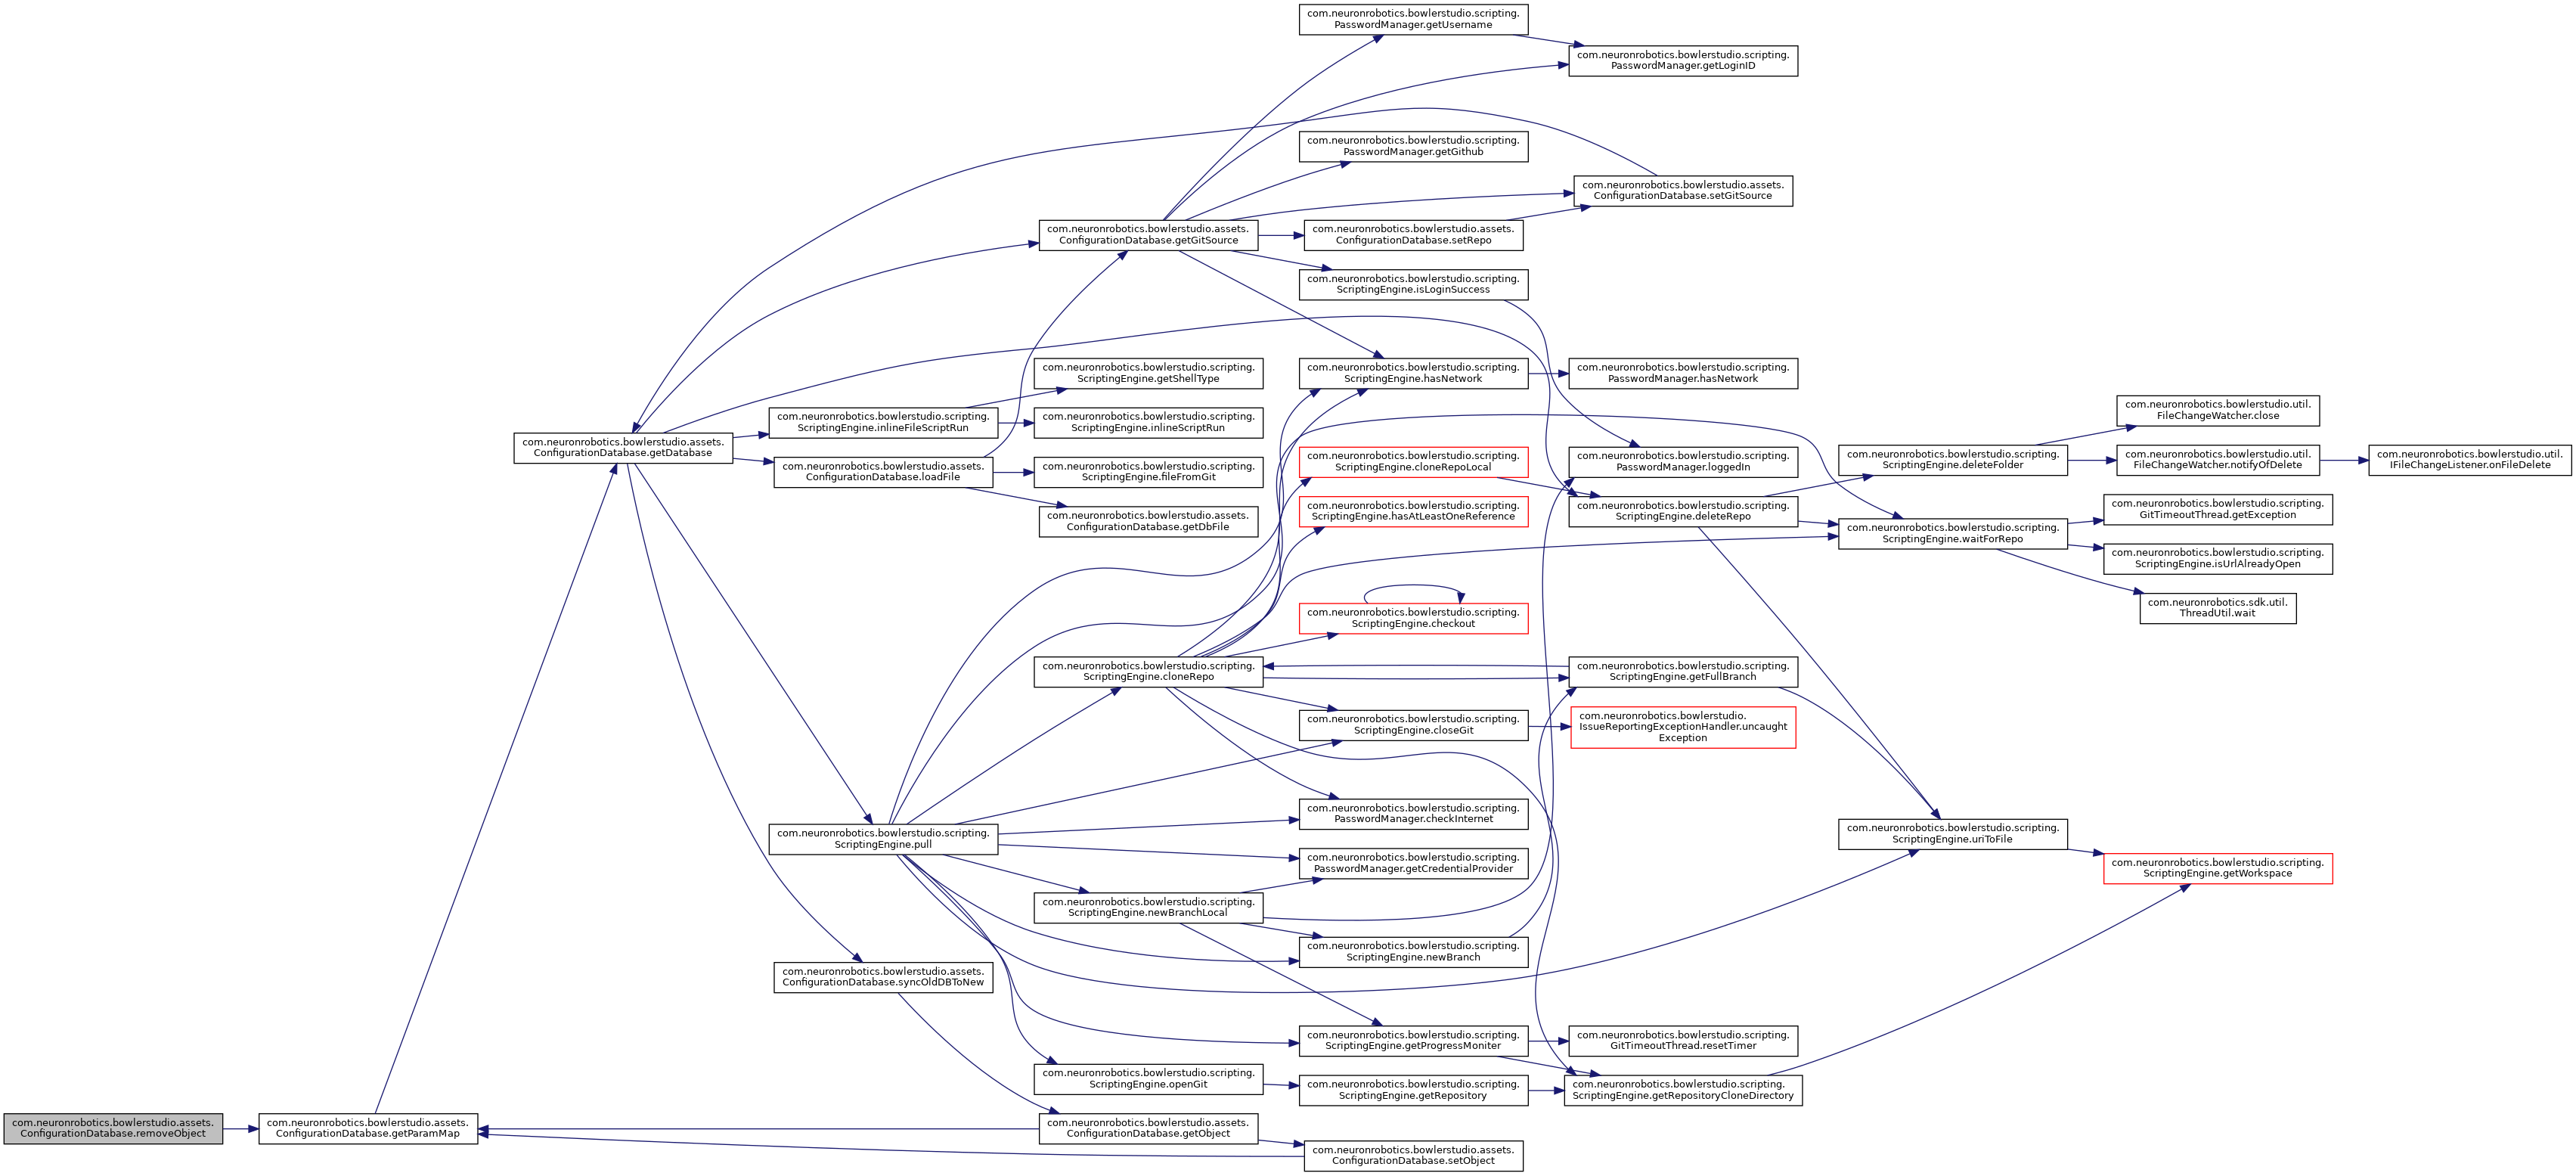 com.neuronrobotics.bowlerstudio.scripting.
PasswordManager.getUsername
com.neuronrobotics.bowlerstudio.scripting.
PasswordManager.getLoginID
com.neuronrobotics.bowlerstudio.scripting.
PasswordManager.getGithub
com.neuronrobotics.bowlerstudio.assets.
ConfigurationDatabase.setGitSource
com.neuronrobotics.bowlerstudio.assets.
ConfigurationDatabase.getGitSource
com.neuronrobotics.bowlerstudio.assets.
ConfigurationDatabase.setRepo
com.neuronrobotics.bowlerstudio.scripting.
ScriptingEngine.isLoginSuccess
com.neuronrobotics.bowlerstudio.scripting.
ScriptingEngine.getShellType
com.neuronrobotics.bowlerstudio.scripting.
ScriptingEngine.hasNetwork
com.neuronrobotics.bowlerstudio.scripting.
PasswordManager.hasNetwork
com.neuronrobotics.bowlerstudio.util.
FileChangeWatcher.close
com.neuronrobotics.bowlerstudio.scripting.
ScriptingEngine.inlineFileScriptRun
com.neuronrobotics.bowlerstudio.scripting.
ScriptingEngine.inlineScriptRun
com.neuronrobotics.bowlerstudio.assets.
ConfigurationDatabase.getDatabase
com.neuronrobotics.bowlerstudio.scripting.
ScriptingEngine.cloneRepoLocal
com.neuronrobotics.bowlerstudio.scripting.
PasswordManager.loggedIn
com.neuronrobotics.bowlerstudio.scripting.
ScriptingEngine.deleteFolder
com.neuronrobotics.bowlerstudio.util.
FileChangeWatcher.notifyOfDelete
com.neuronrobotics.bowlerstudio.util.
IFileChangeListener.onFileDelete
com.neuronrobotics.bowlerstudio.assets.
ConfigurationDatabase.loadFile
com.neuronrobotics.bowlerstudio.scripting.
ScriptingEngine.fileFromGit
com.neuronrobotics.bowlerstudio.assets.
ConfigurationDatabase.getDbFile
com.neuronrobotics.bowlerstudio.scripting.
ScriptingEngine.hasAtLeastOneReference
com.neuronrobotics.bowlerstudio.scripting.
ScriptingEngine.deleteRepo
com.neuronrobotics.bowlerstudio.scripting.
GitTimeoutThread.getException
com.neuronrobotics.bowlerstudio.scripting.
ScriptingEngine.waitForRepo
com.neuronrobotics.bowlerstudio.scripting.
ScriptingEngine.isUrlAlreadyOpen
com.neuronrobotics.sdk.util.
ThreadUtil.wait
com.neuronrobotics.bowlerstudio.scripting.
ScriptingEngine.checkout
com.neuronrobotics.bowlerstudio.scripting.
ScriptingEngine.cloneRepo
com.neuronrobotics.bowlerstudio.scripting.
ScriptingEngine.getFullBranch
com.neuronrobotics.bowlerstudio.scripting.
ScriptingEngine.closeGit
com.neuronrobotics.bowlerstudio.
IssueReportingExceptionHandler.uncaught
Exception
com.neuronrobotics.bowlerstudio.scripting.
ScriptingEngine.pull
com.neuronrobotics.bowlerstudio.scripting.
PasswordManager.checkInternet
com.neuronrobotics.bowlerstudio.scripting.
ScriptingEngine.uriToFile
com.neuronrobotics.bowlerstudio.scripting.
PasswordManager.getCredentialProvider
com.neuronrobotics.bowlerstudio.scripting.
ScriptingEngine.getWorkspace
com.neuronrobotics.bowlerstudio.scripting.
ScriptingEngine.newBranchLocal
com.neuronrobotics.bowlerstudio.scripting.
ScriptingEngine.newBranch
com.neuronrobotics.bowlerstudio.assets.
ConfigurationDatabase.syncOldDBToNew
com.neuronrobotics.bowlerstudio.scripting.
ScriptingEngine.getProgressMoniter
com.neuronrobotics.bowlerstudio.scripting.
GitTimeoutThread.resetTimer
com.neuronrobotics.bowlerstudio.scripting.
ScriptingEngine.openGit
com.neuronrobotics.bowlerstudio.scripting.
ScriptingEngine.getRepository
com.neuronrobotics.bowlerstudio.scripting.
ScriptingEngine.getRepositoryCloneDirectory
com.neuronrobotics.bowlerstudio.assets.
ConfigurationDatabase.removeObject
com.neuronrobotics.bowlerstudio.assets.
ConfigurationDatabase.getParamMap
com.neuronrobotics.bowlerstudio.assets.
ConfigurationDatabase.getObject
com.neuronrobotics.bowlerstudio.assets.
ConfigurationDatabase.setObject